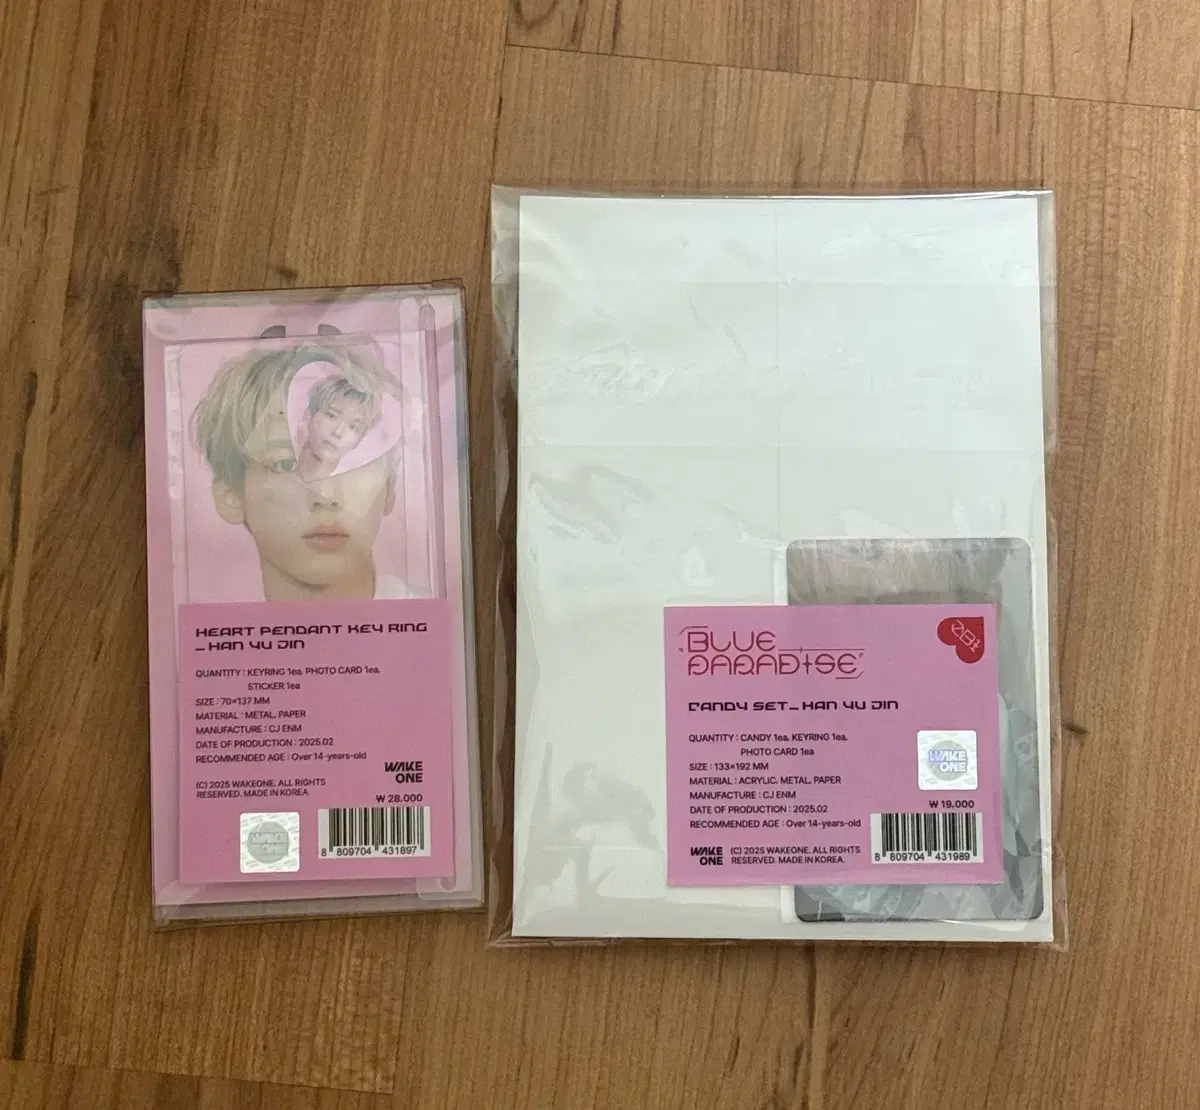 HEART PENDANT KEY RING
_ HAN YU JIN
QUANTITY : KEYRING 1ea, PHOTO CARD 1ea,
STICKER 1ea
SIZE : 70×137 MM
MATERIAL : METAL, PAPER
MANUFACTURE : CJ ENM
DATE OF PRODUCTION : 2025.02
RECOMMENDED AGE : Over 14-years-old
WAKE
ONE
(C) 2025 WAKEONE. ALL RIGHTS
RESERVED. MADE IN KOREA.
₩ 28,000
8 809704 431897
BLUE
PARADISE
ZB1
CANDY SET_ HAN YU JIN
QUANTITY : CANDY 1ea, KEYRING 1ea,
PHOTO CARD 1ea
SIZE : 133×192 MM
MATERIAL : ACRYLIC, METAL, PAPER
MANUFACTURE : CJ ENM
DATE OF PRODUCTION : 2025.02
RECOMMENDED AGE : Over 14-years-old
WAKE
ONE
₩ 19,000
WAKE
ONE
(C) 2025 WAKEONE. ALL RIGHTS
RESERVED. MADE IN KOREA.
8 809704 431989